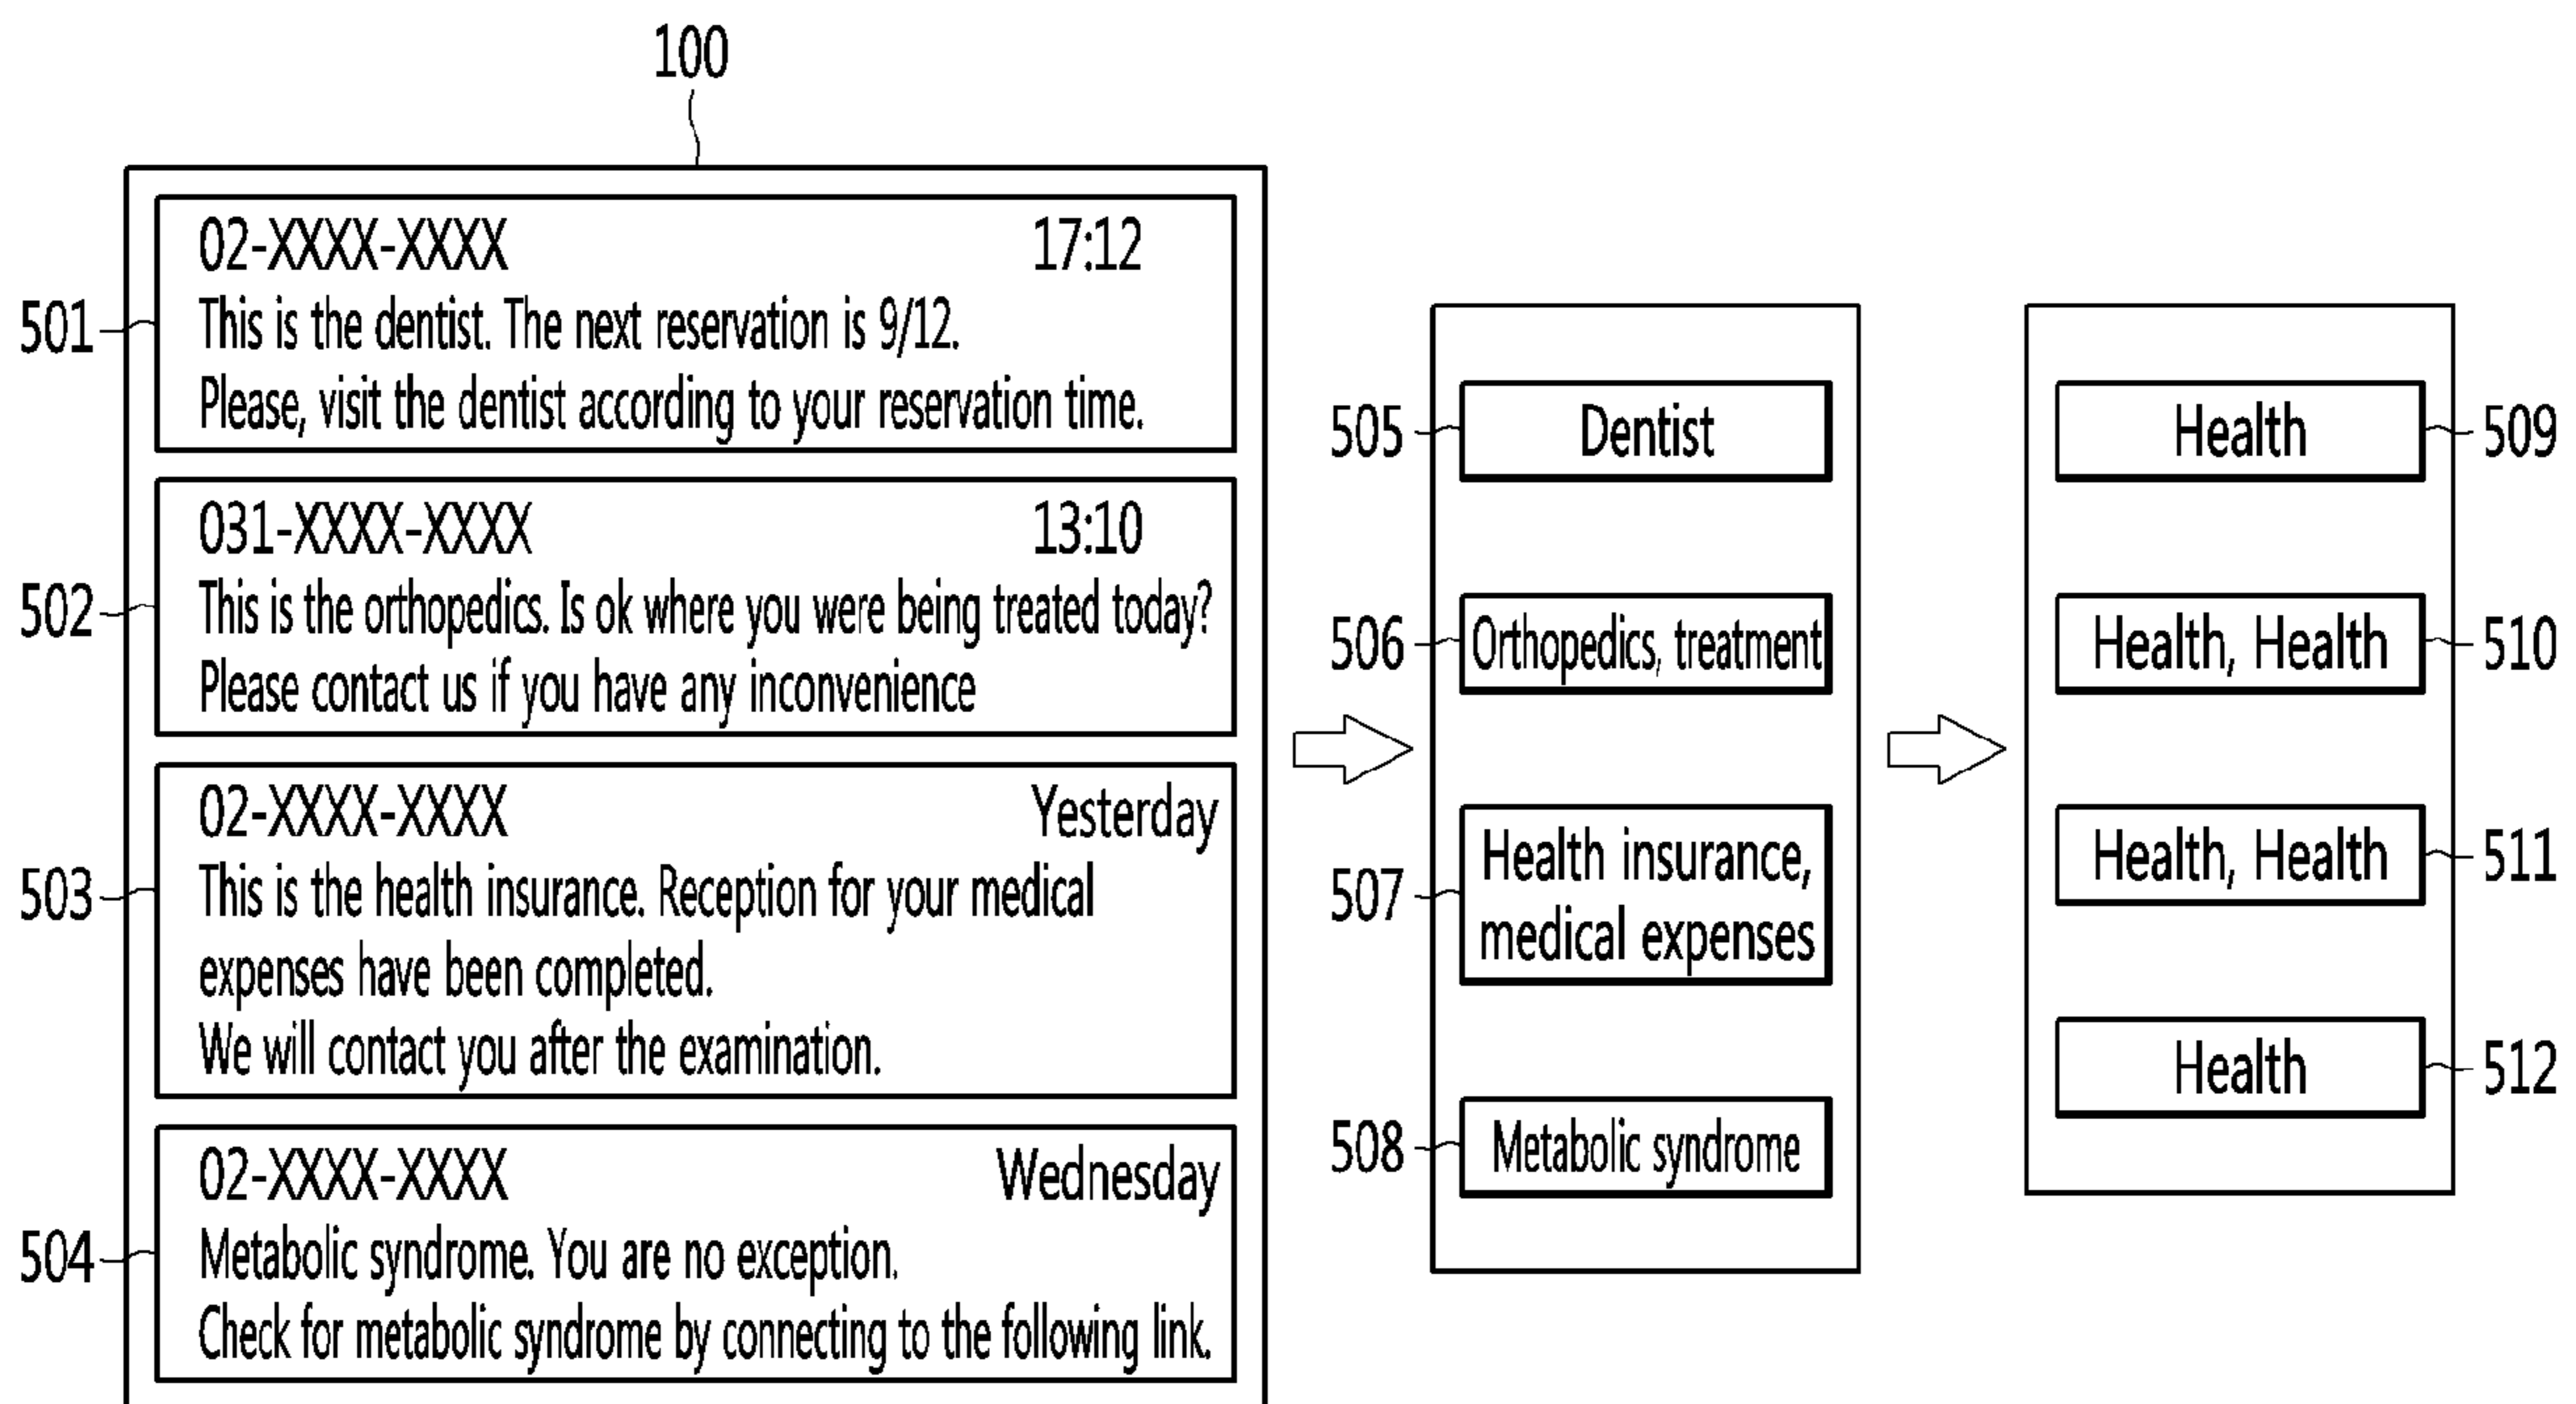 100
501
02-XXXX-XXXX 17:12
This is the dentist. The next reservation is 9/12.
Please, visit the dentist according to your reservation time.
502
031-XXXX-XXXX 13:10
This is the orthopedics. Is ok where you were being treated today?
Please contact us if you have any inconvenience
503
02-XXXX-XXXX Yesterday
This is the health insurance. Reception for your medical
expenses have been completed.
We will contact you after the examination.
504
02-XXXX-XXXX Wednesday
Metabolic syndrome. You are no exception.
Check for metabolic syndrome by connecting to the following link.
505 Dentist
506 Orthopedics, treatment
507
Health insurance,
medical expenses
508 Metabolic syndrome
Health 509
Health, Health 510
Health, Health 511
Health 512